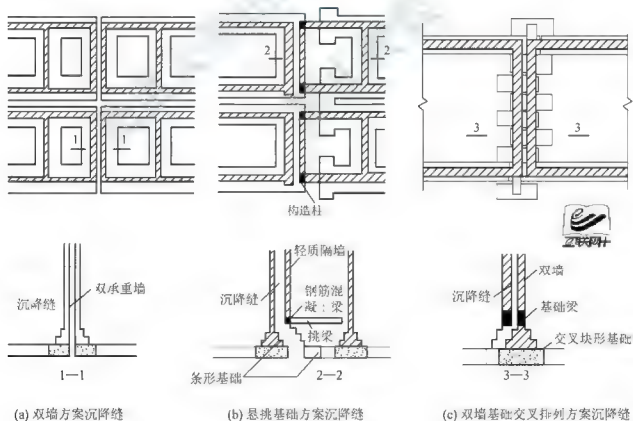 1
1
2
2
3
3
构造柱
互联网+
沉降缝
双承重墙
1—1
沉降缝
轻质隔墙
钢筋混
凝:梁
挑梁
条形基础
2—2
沉降缝
双墙
基础梁
交叉块形基础
3—3
(a) 双墙方案沉降缝
(b) 悬挑基础方案沉降缝
(c) 双墙基础交叉排列方案沉降缝